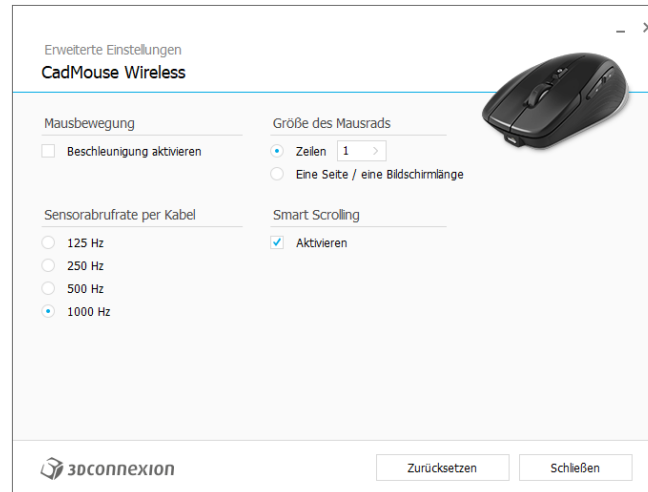 Erweiterte Einstellungen
CadMouse Wireless
Mausbewegung
Beschleunigung aktivieren
Größe des Mausrads
Zeilen 1
Eine Seite / eine Bildschirmlänge
Sensorabrufrate per Kabel
125 Hz
250 Hz
500 Hz
1000 Hz
Smart Scrolling
Aktivieren
3Dconnexion
Zurücksetzen
Schließen